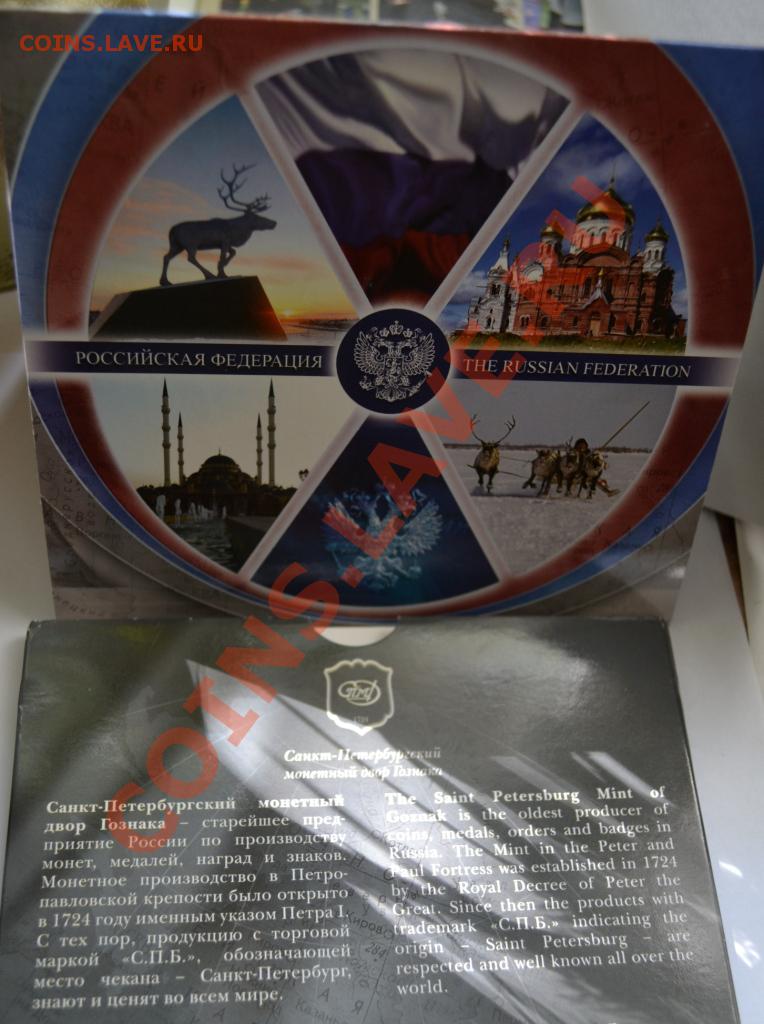 COINS.LAVE.RU
РОССИЙСКАЯ ФЕДЕРАЦИЯ
THE RUSSIAN FEDERATION
COINS.LAVE.RU
1724
Санкт-Петербургский
монетный двор Гознака
Санкт-Петербургский монетный
двор Гознака – старейшее пред-
приятие России по производству
монет, медалей, наград и знаков.
Монетное производство в Петро-
павловской крепости было открыто
в 1724 году именным указом Петра I.
С тех пор, продукцию с торговой
маркой «С.П.Б.», обозначающей
место чекана – Санкт-Петербург,
знают и ценят во всем мире.
The Saint Petersburg Mint of
Goznak is the oldest producer of
coins, medals, orders and badges in
Russia. The Mint in the Peter and
Paul Fortress was established in 1724
by the Royal Decree of Peter the
Great. Since then the products with
trademark «С.П.Б.» indicating the
origin – Saint Petersburg – are
respected and well known all over the
world.